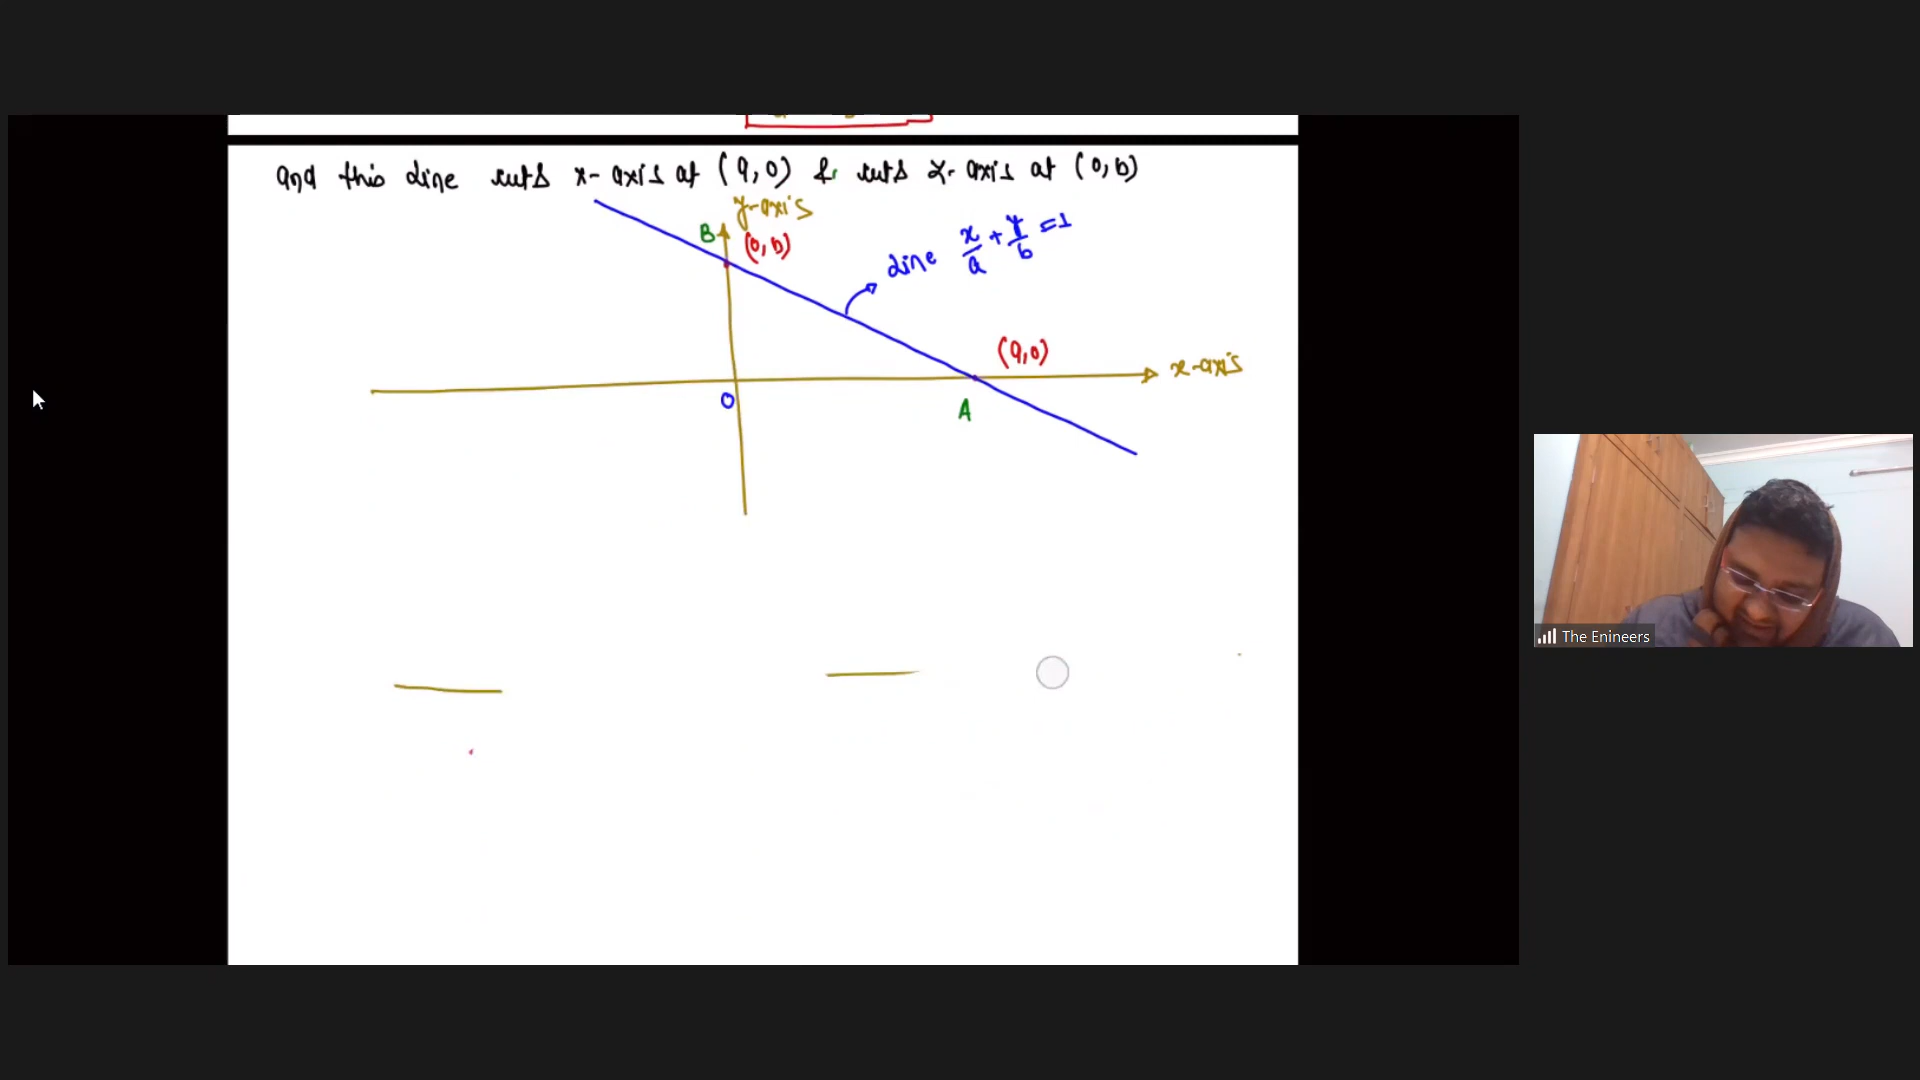 and this line cuts x-axis at (a,0) & cuts y-axis at (0,b)
y-axis
B
(0,b)
line x/a + y/b = 1
(a,0)
x-axis
O
A
The Enineers